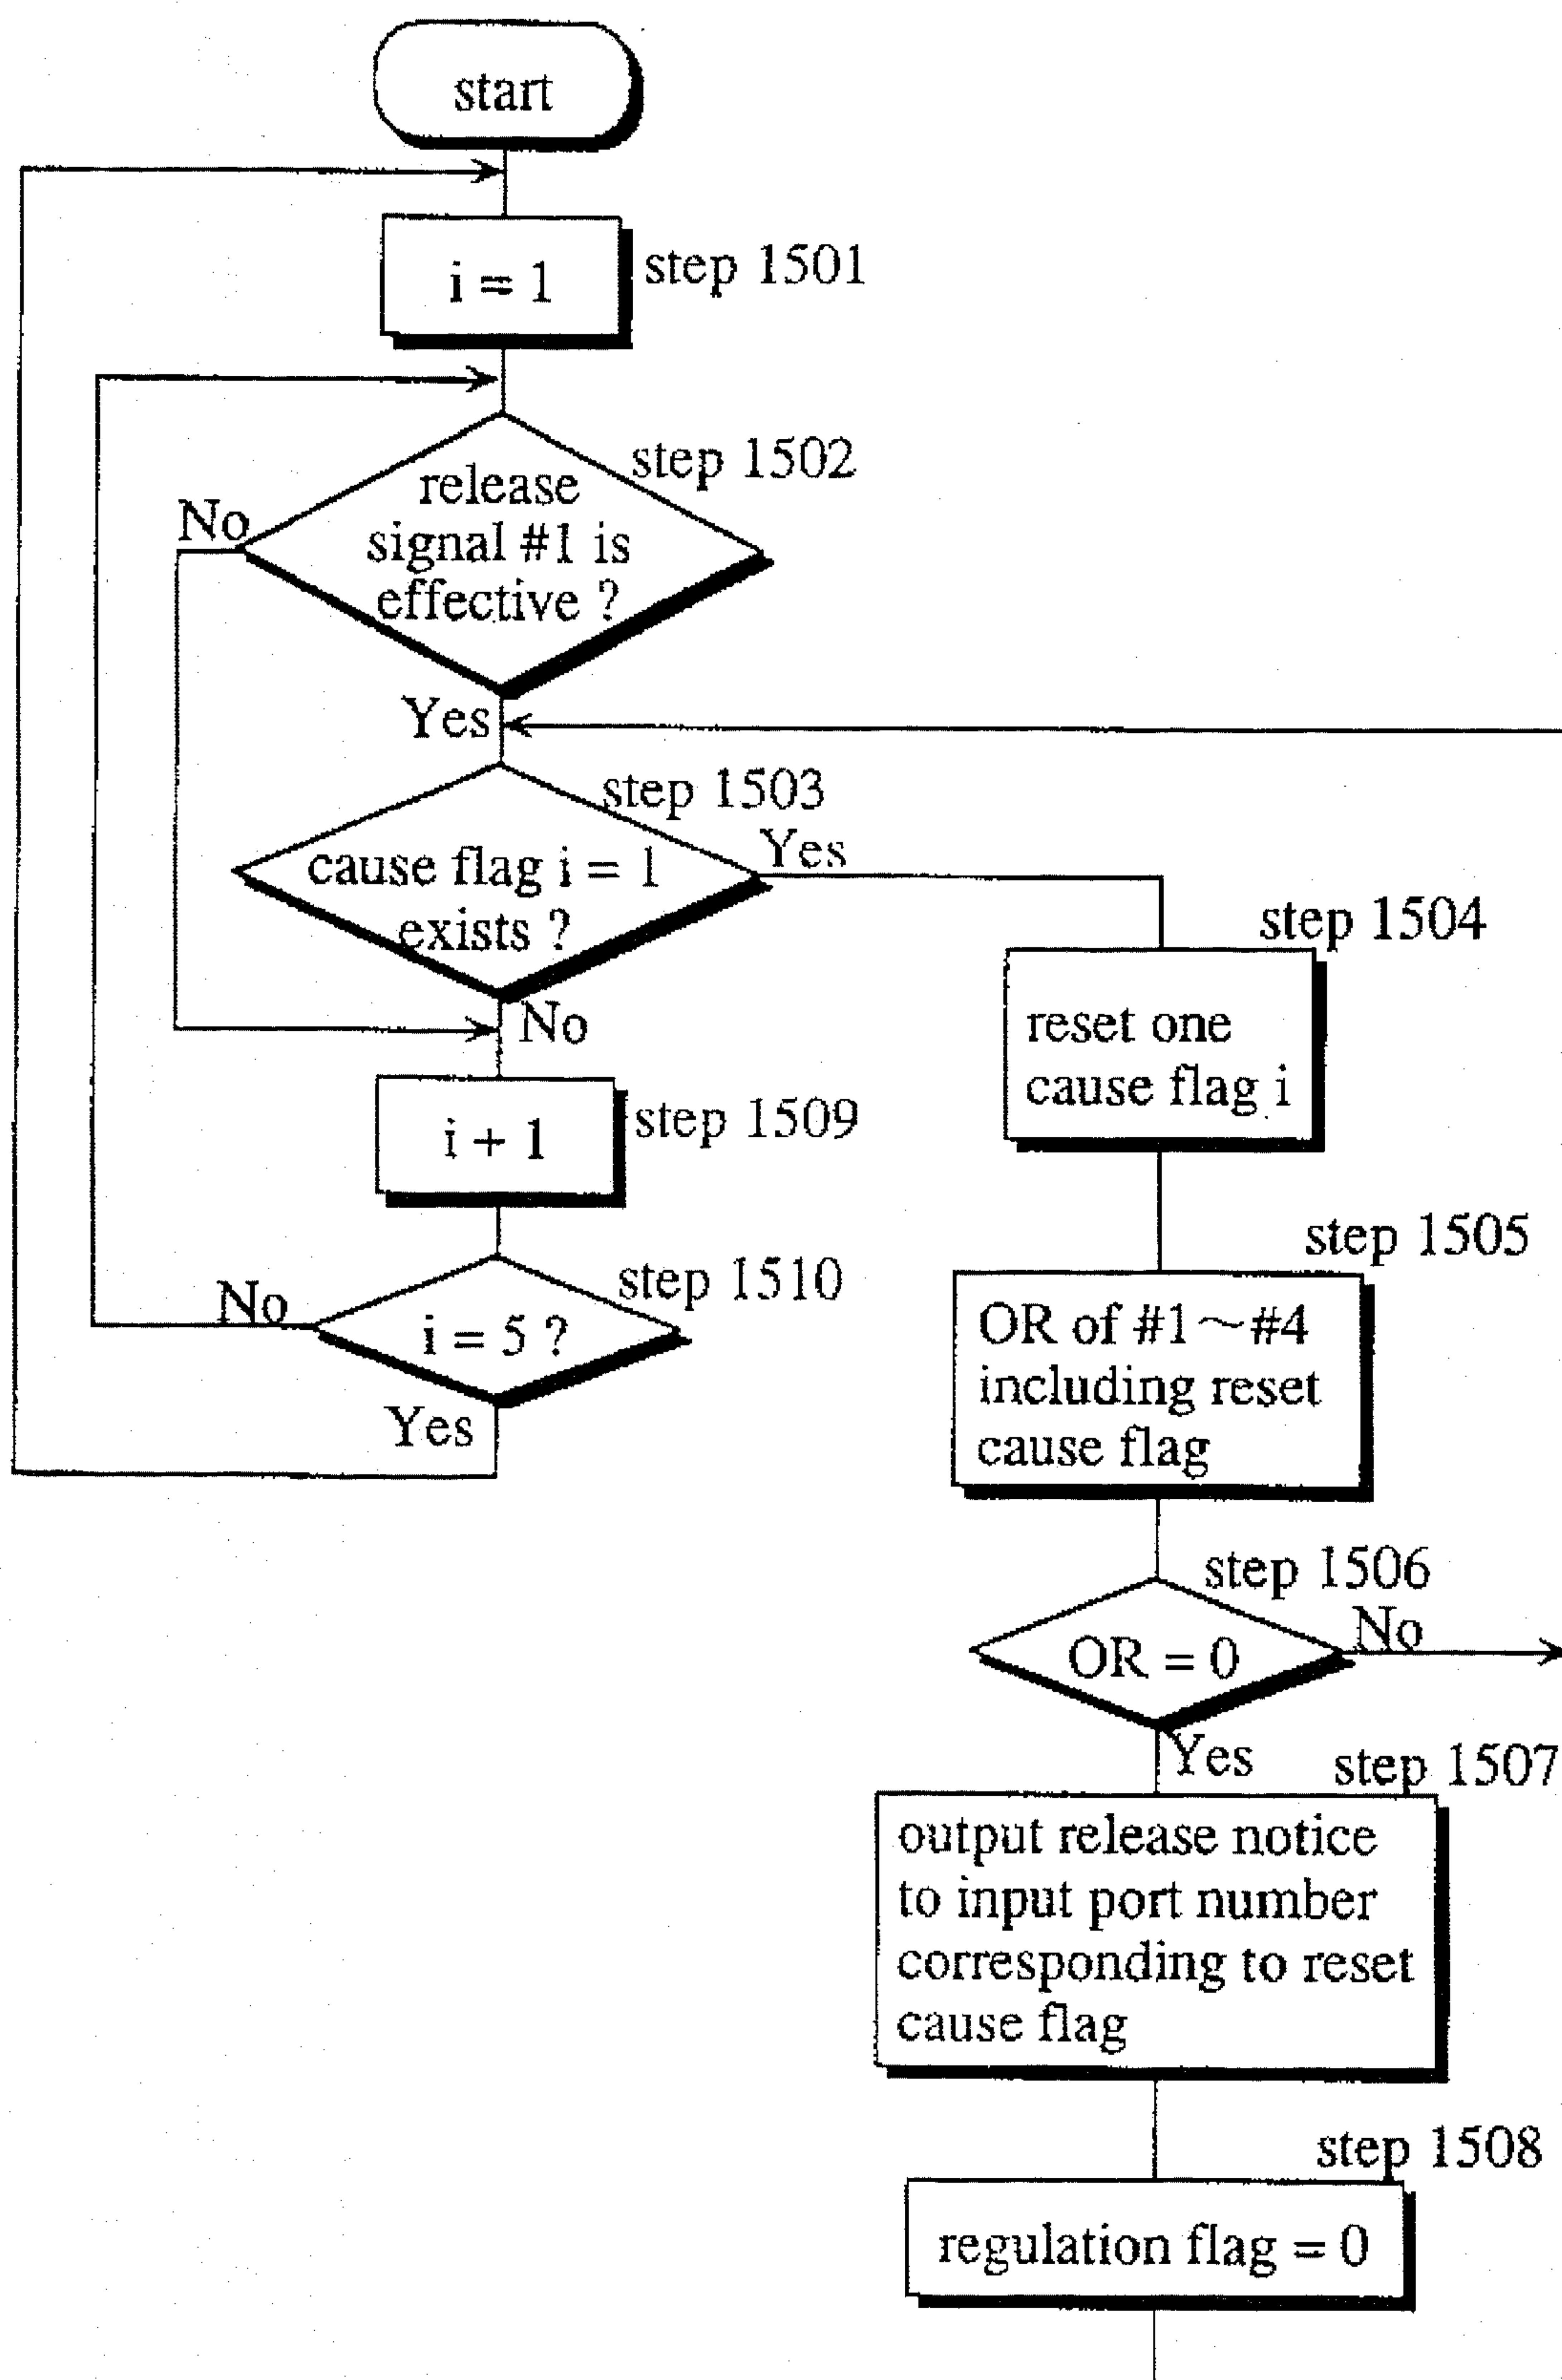 start
i = 1
step 1501
step 1502
release
signal #1 is
effective ?
No
Yes
step 1503
cause flag i = 1
exists ?
Yes
No
step 1504
reset one
cause flag i
i + 1
step 1509
step 1505
OR of #1～#4
including reset
cause flag
step 1510
i = 5 ?
No
Yes
step 1506
OR = 0
No
Yes
step 1507
output release notice
to input port number
corresponding to reset
cause flag
step 1508
regulation flag = 0